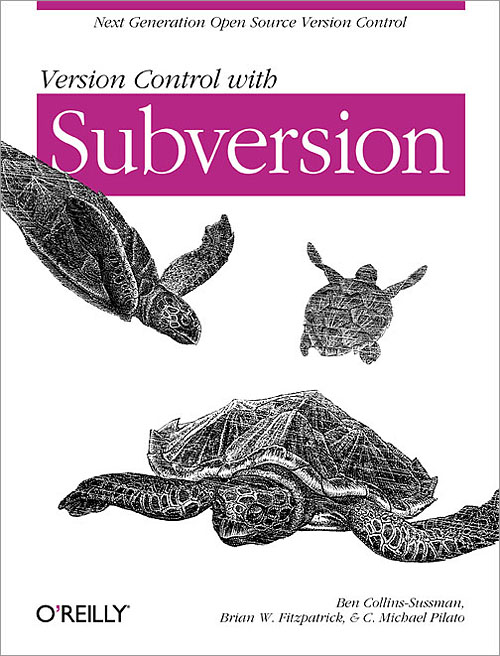 Next Generation Open Source Version Control
Version Control with
Subversion
Ben Collins-Sussman,
O'REILLY®
Brian W. Fitzpatrick, & C. Michael Pilato